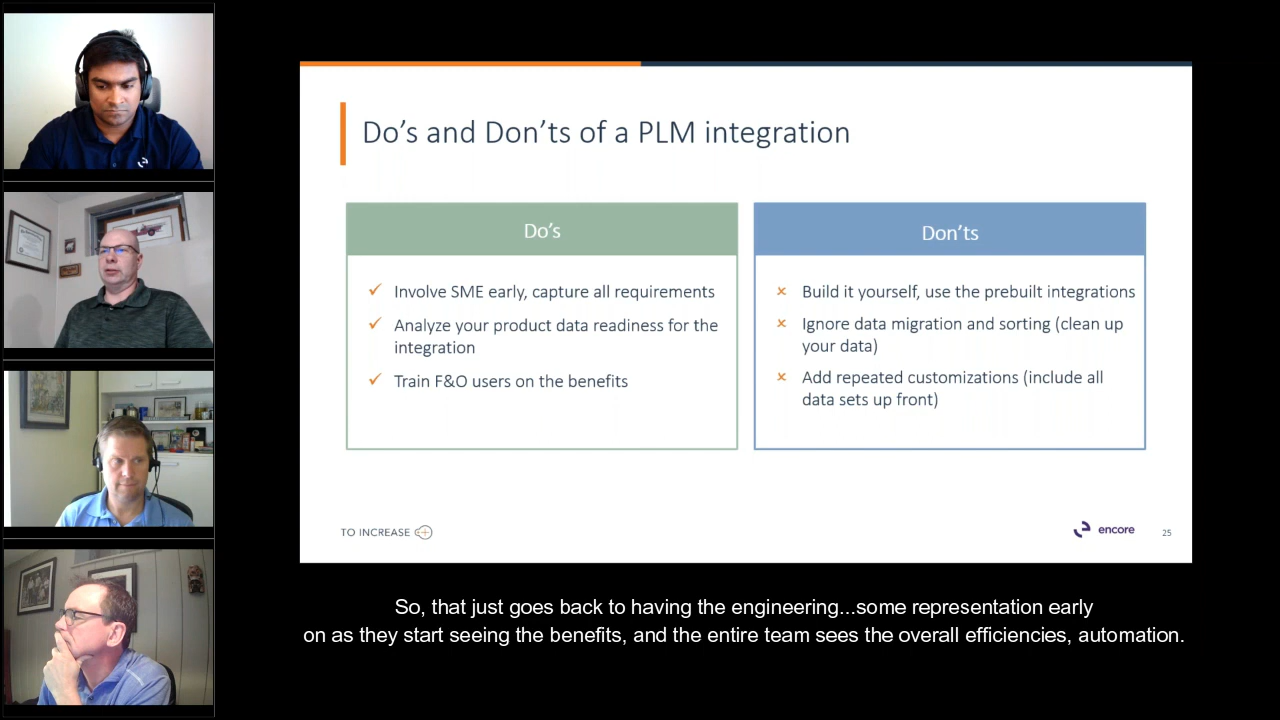 Do's and Don'ts of a PLM integration
Do's
✓ Involve SME early, capture all requirements
✓ Analyze your product data readiness for the
integration
✓ Train F&O users on the benefits
Don'ts
× Build it yourself, use the prebuilt integrations
× Ignore data migration and sorting (clean up
your data)
× Add repeated customizations (include all
data sets up front)
TO INCREASE
encore
25
So, that just goes back to having the engineering...some representation early
on as they start seeing the benefits, and the entire team sees the overall efficiencies, automation.